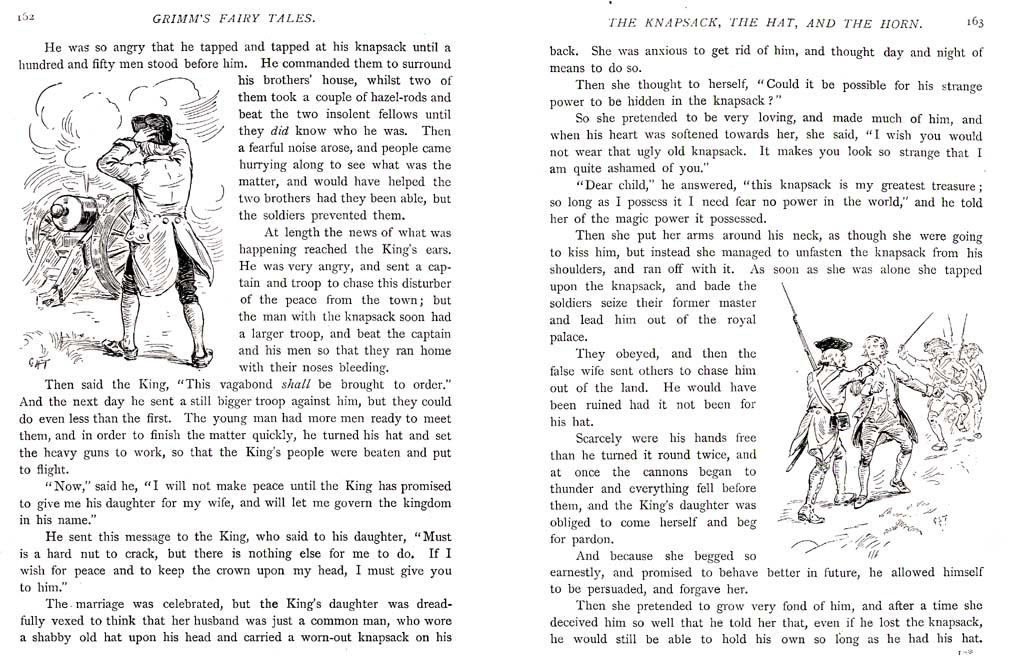 162
GRIMM'S FAIRY TALES.
He was so angry that he tapped and tapped at his knapsack until a
hundred and fifty men stood before him. He commanded them to surround
his brothers' house, whilst two of
them took a couple of hazel-rods and
beat the two insolent fellows until
they did know who he was. Then
a fearful noise arose, and people came
hurrying along to see what was the
matter, and would have helped the
two brothers had they been able, but
the soldiers prevented them.
At length the news of what was
happening reached the King's ears.
He was very angry, and sent a cap-
tain and troop to chase this disturber
of the peace from the town; but
the man with the knapsack soon had
a larger troop, and beat the captain
and his men so that they ran home
with their noses bleeding.
Then said the King, "This vagabond shall be brought to order."
And the next day he sent a still bigger troop against him, but they could
do even less than the first. The young man had more men ready to meet
them, and in order to finish the matter quickly, he turned his hat and set
the heavy guns to work, so that the King's people were beaten and put
to flight.
"Now," said he, "I will not make peace until the King has promised
to give me his daughter for my wife, and will let me govern the kingdom
in his name."
He sent this message to the King, who said to his daughter, "Must
is a hard nut to crack, but there is nothing else for me to do. If I
wish for peace and to keep the crown upon my head, I must give you
to him."
The marriage was celebrated, but the King's daughter was dread-
fully vexed to think that her husband was just a common man, who wore
a shabby old hat upon his head and carried a worn-out knapsack on his
THE KNAPSACK, THE HAT, AND THE HORN.
163
back. She was anxious to get rid of him, and thought day and night of
means to do so.
Then she thought to herself, "Could it be possible for his strange
power to be hidden in the knapsack?"
So she pretended to be very loving, and made much of him, and
when his heart was softened towards her, she said, "I wish you would
not wear that ugly old knapsack. It makes you look so strange that I
am quite ashamed of you."
"Dear child," he answered, "this knapsack is my greatest treasure;
so long as I possess it I need fear no power in the world," and he told
her of the magic power it possessed.
Then she put her arms around his neck, as though she were going
to kiss him, but instead she managed to unfasten the knapsack from his
shoulders, and ran off with it. As soon as she was alone she tapped
upon the knapsack, and bade the
soldiers seize their former master
and lead him out of the royal
palace.
They obeyed, and then the
false wife sent others to chase him
out of the land. He would have
been ruined had it not been for
his hat.
Scarcely were his hands free
than he turned it round twice, and
at once the cannons began to
thunder and everything fell before
them, and the King's daughter was
obliged to come herself and beg
for pardon.
And because she begged so
earnestly, and promised to behave better in future, he allowed himself
to be persuaded, and forgave her.
Then she pretended to grow very fond of him, and after a time she
deceived him so well that he told her that, even if he lost the knapsack,
he would still be able to hold his own so long as he had his hat.